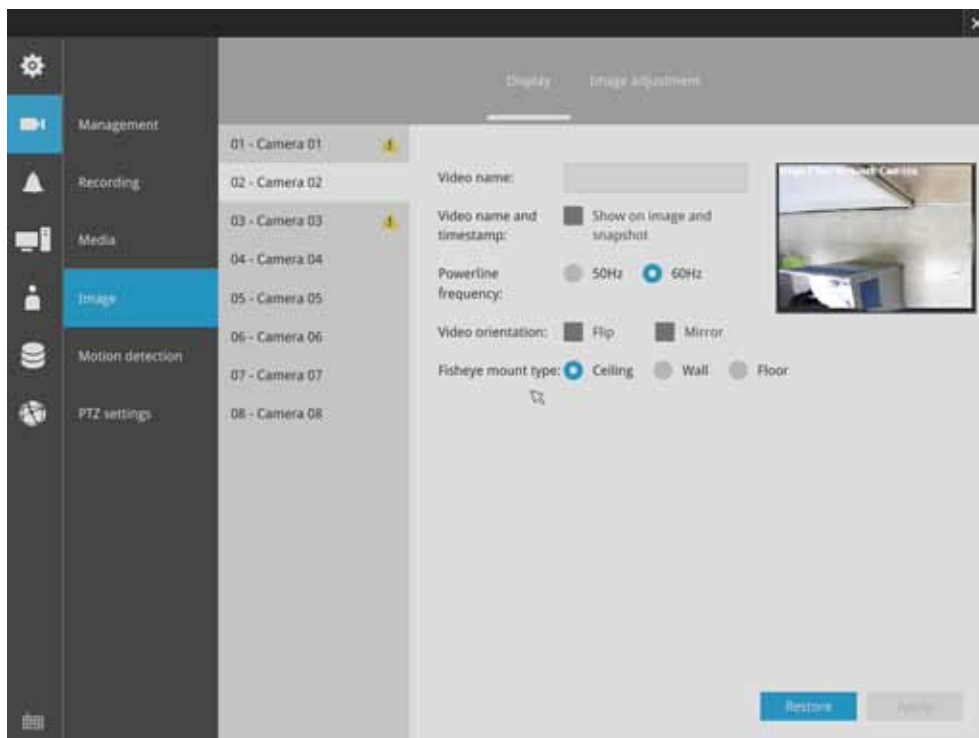 Display
Image adjustment
Management
Recording
Media
Image
Motion detection
PTZ settings
01 - Camera 01
02 - Camera 02
03 - Camera 03
04 - Camera 04
05 - Camera 05
06 - Camera 06
07 - Camera 07
08 - Camera 08
Video name:
Video name and
timestamp:
Show on image and
snapshot
Powerline
frequency:
50Hz
60Hz
Video orientation:
Flip
Mirror
Fisheye mount type:
Ceiling
Wall
Floor
Network Camera
Restore
Apply